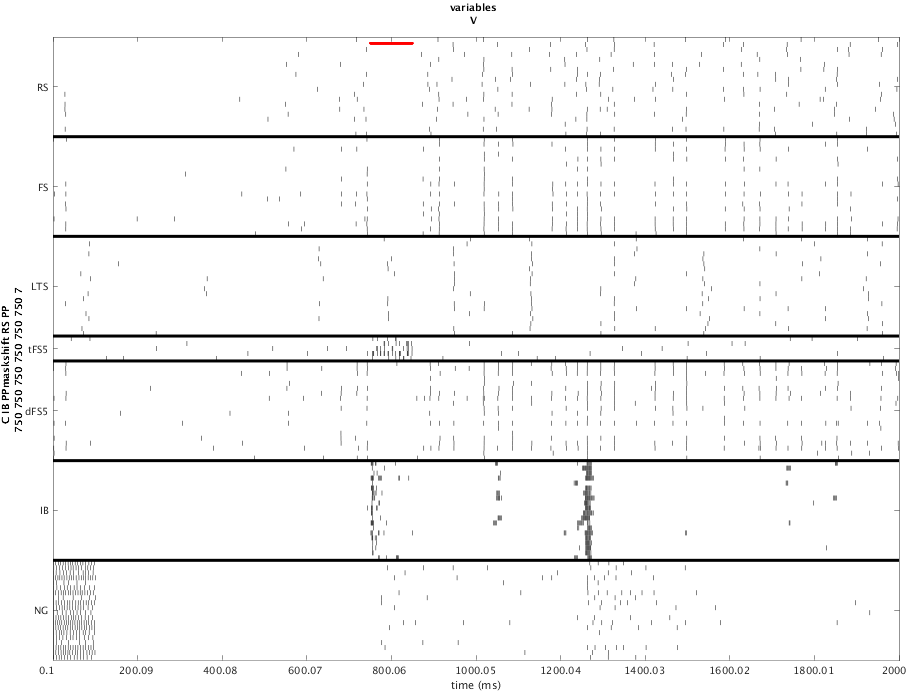 variables
V
RS
FS
LTS
tFS5
dFS5
IB
NG
C IB PPmaskshift RS PP
750 750 750 750 750 750 7
0.1 200.09 400.08 600.07 800.06 1000.05 1200.04 1400.03 1600.02 1800.01 2000
time (ms)